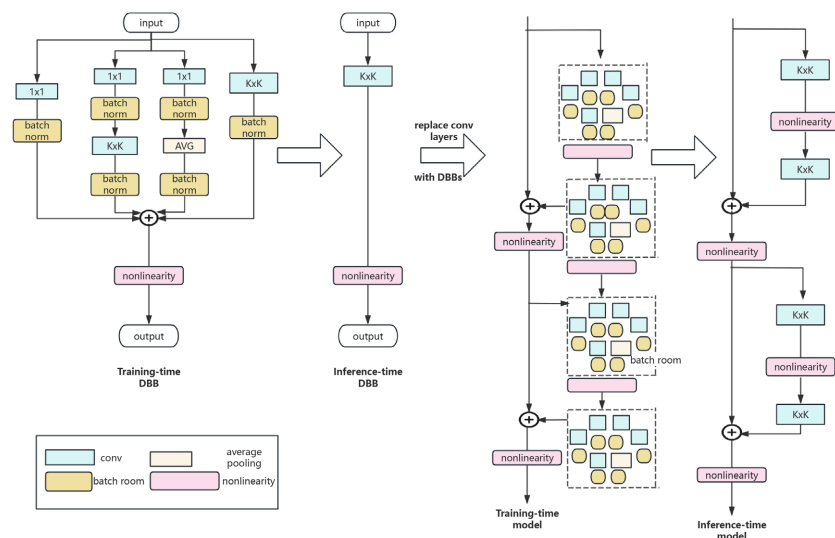 input
1x1
batch
norm
1x1
batch
norm
KxK
batch
norm
1x1
batch
norm
AVG
batch
norm
KxK
batch
norm
+
nonlinearity
output
Training-time
DBB
input
KxK
nonlinearity
output
Inference-time
DBB
replace conv
layers
with DBBs
+
nonlinearity
batch room
+
nonlinearity
Training-time
model
KxK
nonlinearity
KxK
+
nonlinearity
KxK
nonlinearity
KxK
+
nonlinearity
Inference-time
model
conv
average
pooling
batch room
nonlinearity